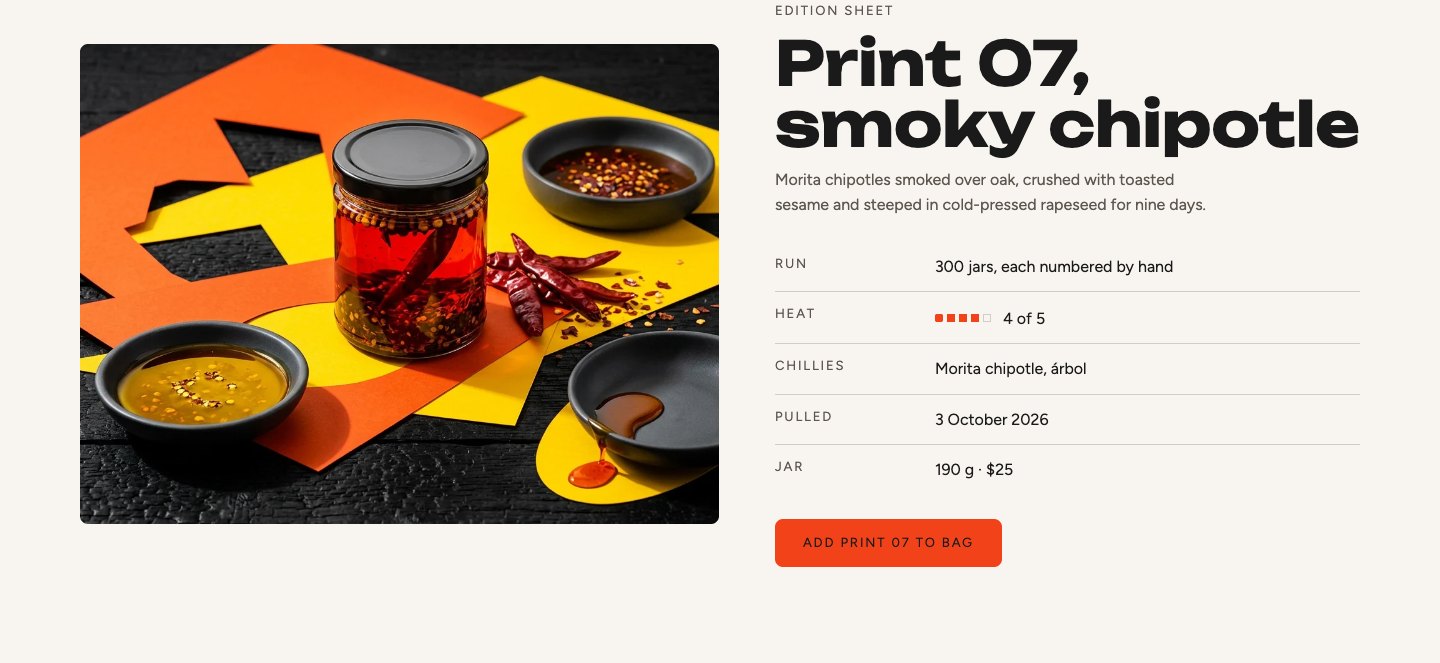 EDITION SHEET
Print 07,
smoky chipotle
Morita chipotles smoked over oak, crushed with toasted
sesame and steeped in cold-pressed rapeseed for nine days.
RUN 300 jars, each numbered by hand
HEAT 4 of 5
CHILLIES Morita chipotle, árbol
PULLED 3 October 2026
JAR 190 g · $25
ADD PRINT 07 TO BAG